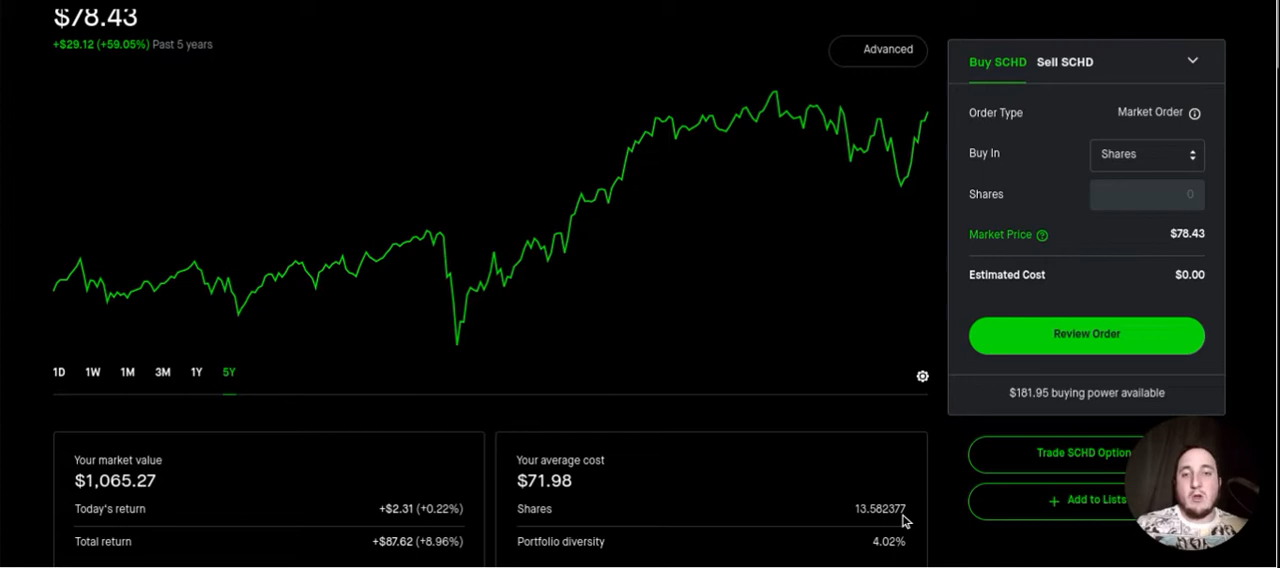 $78.43
+$29.12 (+59.05%) Past 5 years
Advanced
1D 1W 1M 3M 1Y 5Y
Your market value
$1,065.27
Today's return +$2.31 (+0.22%)
Total return +$87.62 (+8.96%)
Your average cost
$71.98
Shares 13.582377
Portfolio diversity 4.02%
Buy SCHD Sell SCHD
Order Type Market Order
Buy In Shares
Shares 0
Market Price $78.43
Estimated Cost $0.00
Review Order
$181.95 buying power available
Trade SCHD Option
+ Add to Lists